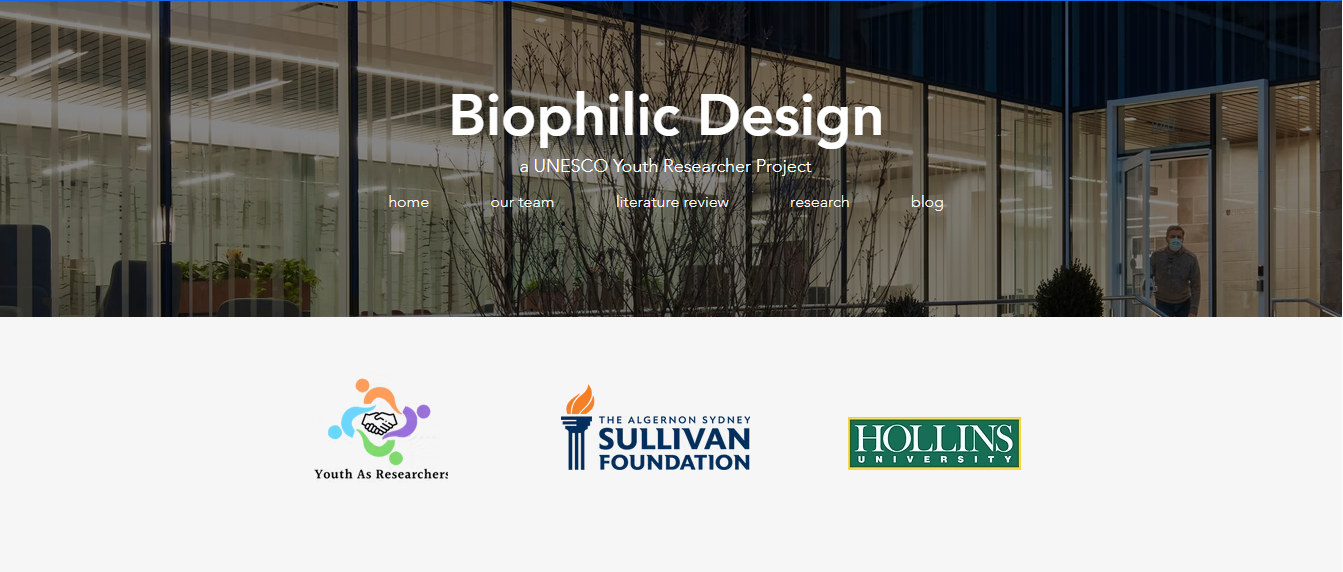 Biophilic Design
a UNESCO Youth Researcher Project
home our team literature review research blog
Youth As Researchers
THE ALGERNON SYDNEY
SULLIVAN
FOUNDATION
HOLLINS
UNIVERSITY